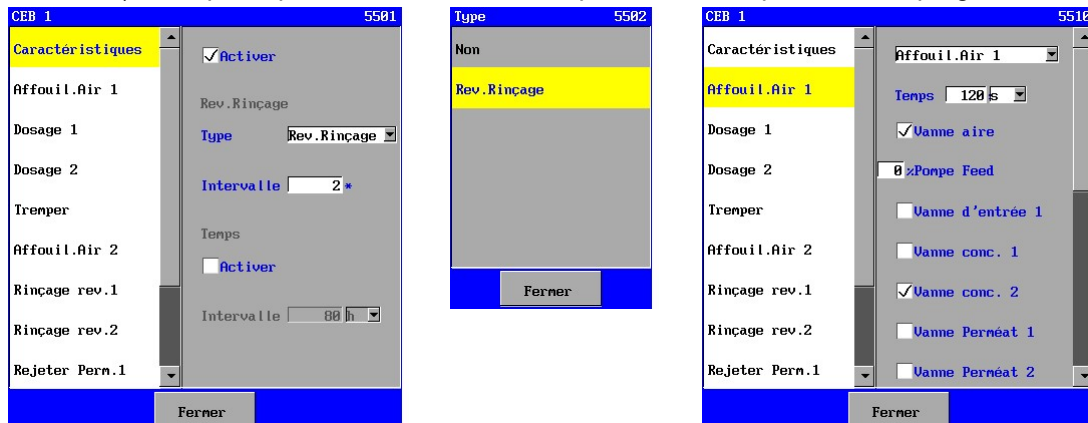 CEB 1 5501
Caractéristiques
Affouil.Air 1
Dosage 1
Dosage 2
Tremper
Affouil.Air 2
Rinçage rev.1
Rinçage rev.2
Rejeter Perm.1
Activer
Rev.Rinçage
Type Rev.Rinçage
Intervalle 2*
Temps
Activer
Intervalle 80 h
Fermer
Type 5502
Non
Rev.Rinçage
Fermer
CEB 1 5510
Caractéristiques
Affouil.Air 1
Dosage 1
Dosage 2
Tremper
Affouil.Air 2
Rinçage rev.1
Rinçage rev.2
Rejeter Perm.1
Affouil.Air 1
Temps 120 s
Vanne aire
0 %Pompe Feed
Vanne d'entrée 1
Vanne conc. 1
Vanne conc. 2
Vanne Perméat 1
Vanne Perméat 2
Fermer